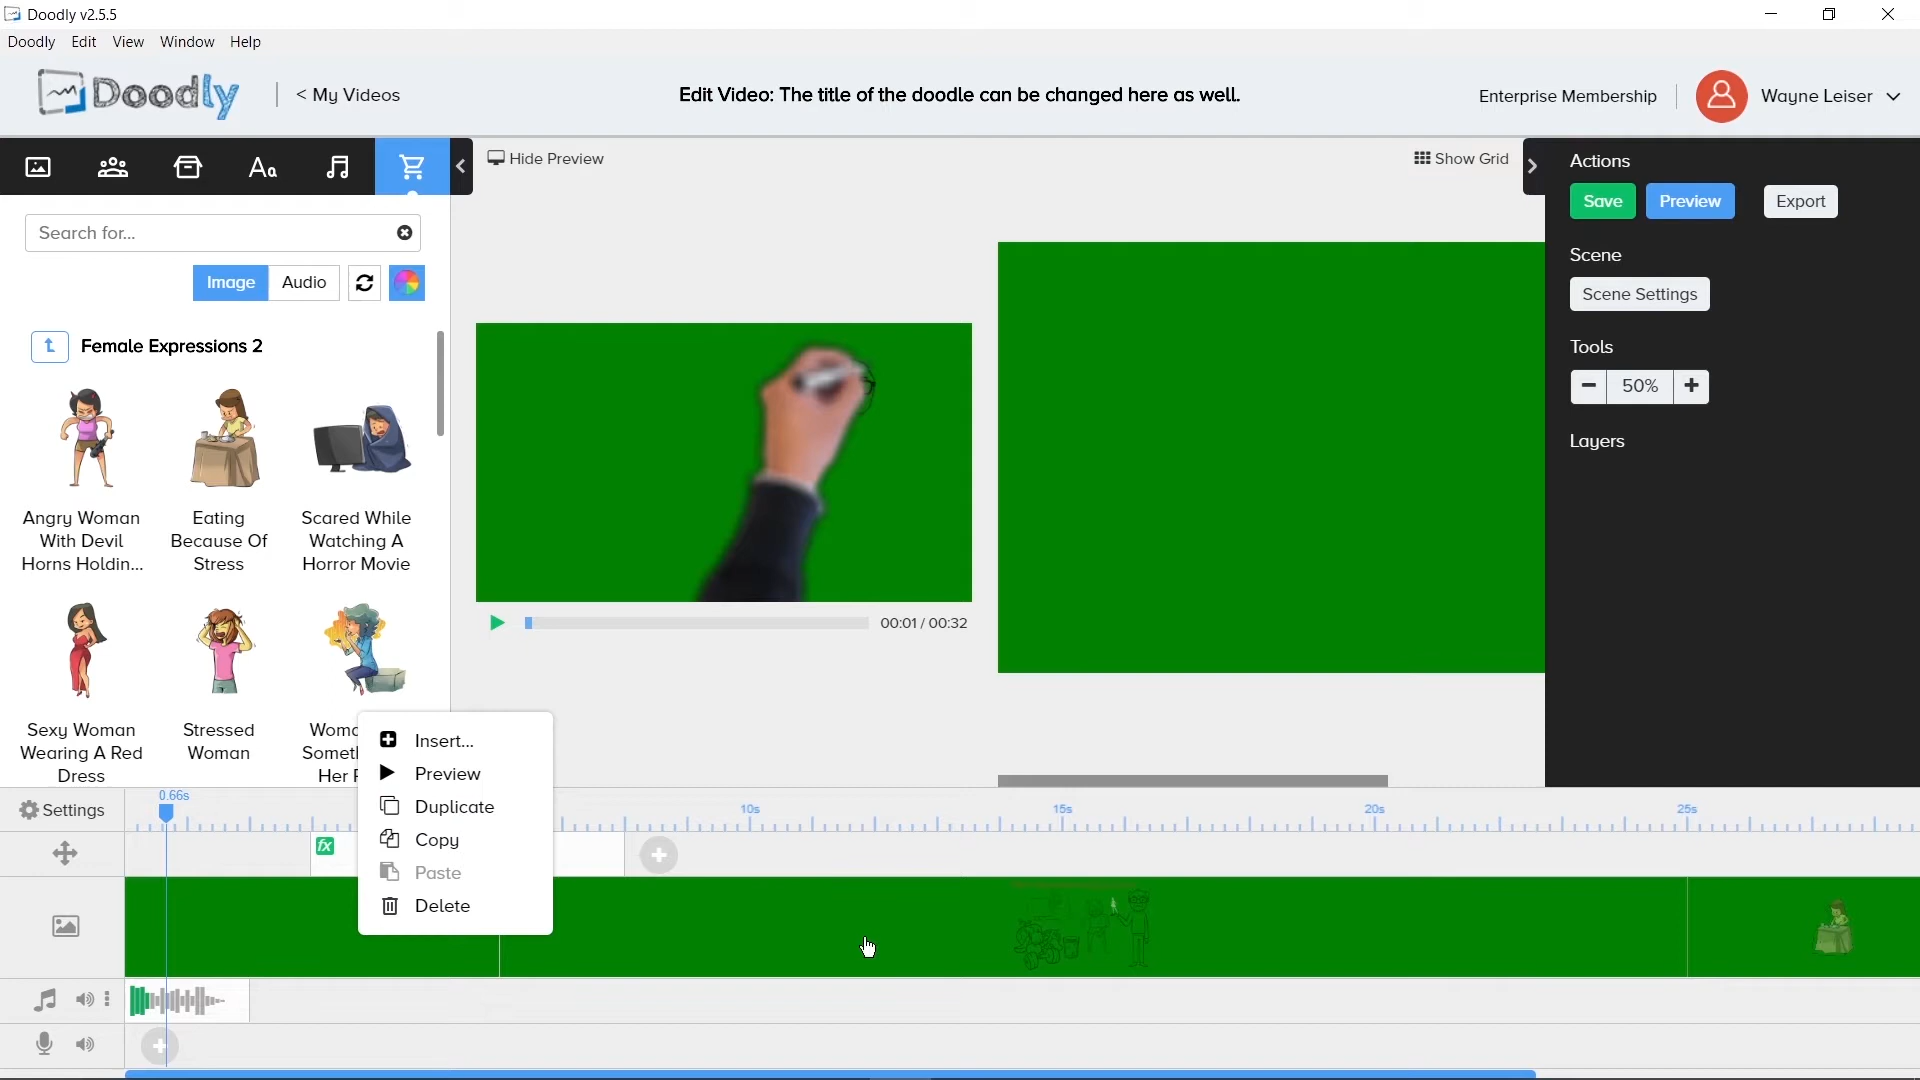 Doodly v2.5.5
Doodly Edit View Window Help
Doodly
< My Videos
Edit Video: The title of the doodle can be changed here as well.
Enterprise Membership
Wayne Leiser
Aa
Hide Preview
Show Grid
Actions
Save
Preview
Export
Search for...
Image
Audio
Scene
Scene Settings
Tools
50%
Layers
Female Expressions 2
Angry Woman
With Devil
Horns Holdin...
Eating
Because Of
Stress
Scared While
Watching A
Horror Movie
00:01 / 00:32
Sexy Woman
Wearing A Red
Dress
Stressed
Woman
Insert...
Preview
Duplicate
Copy
Paste
Delete
Settings
0.66s
10s
15s
20s
25s
fx